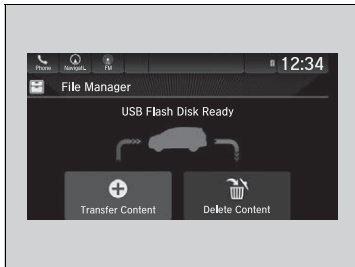 Phone Navigati.. FM 12:34
File Manager
USB Flash Disk Ready
Transfer Content Delete Content